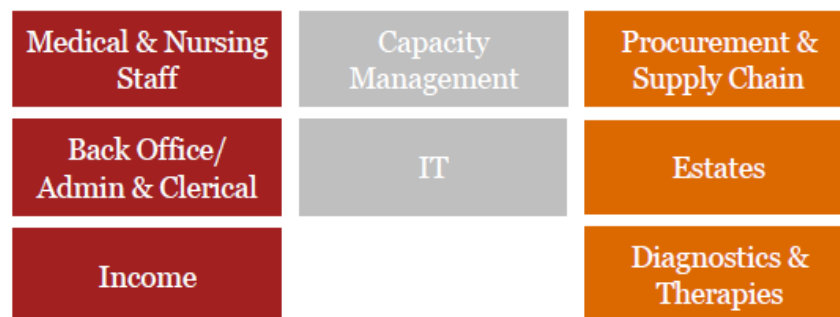 Medical & Nursing
Staff
Capacity
Management
Procurement &
Supply Chain
Back Office/
Admin & Clerical
IT
Estates
Income
Diagnostics &
Therapies